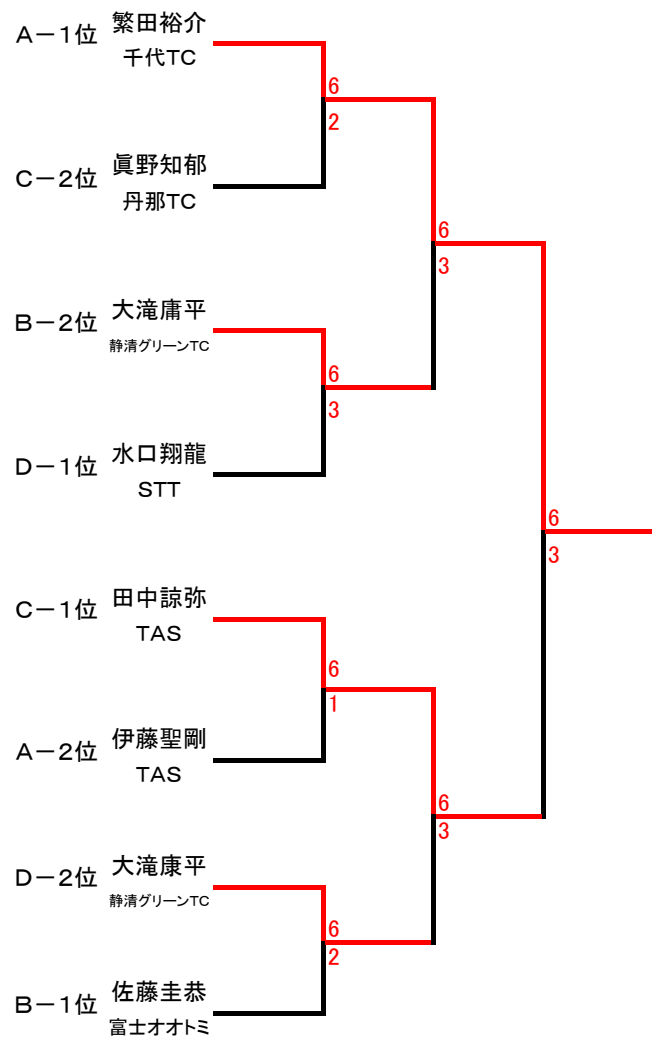 A－1位 繁田裕介
千代TC
6
2
C－2位 眞野知郁
丹那TC
6
3
B－2位 大滝庸平
静清グリーンTC
6
3
D－1位 水口翔龍
STT
6
3
C－1位 田中諒弥
TAS
6
1
A－2位 伊藤聖剛
TAS
6
3
D－2位 大滝康平
静清グリーンTC
6
2
B－1位 佐藤圭恭
富士オオトミ